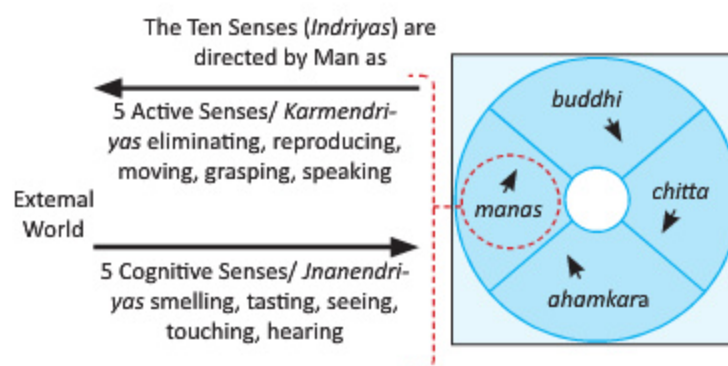 The Ten Senses (Indriyas) are
directed by Man as
5 Active Senses/ Karmendri-
yas eliminating, reproducing,
moving, grasping, speaking
External
World
5 Cognitive Senses/ Jnanendri-
yas smelling, tasting, seeing,
touching, hearing
buddhi
manas
chitta
ahamkara